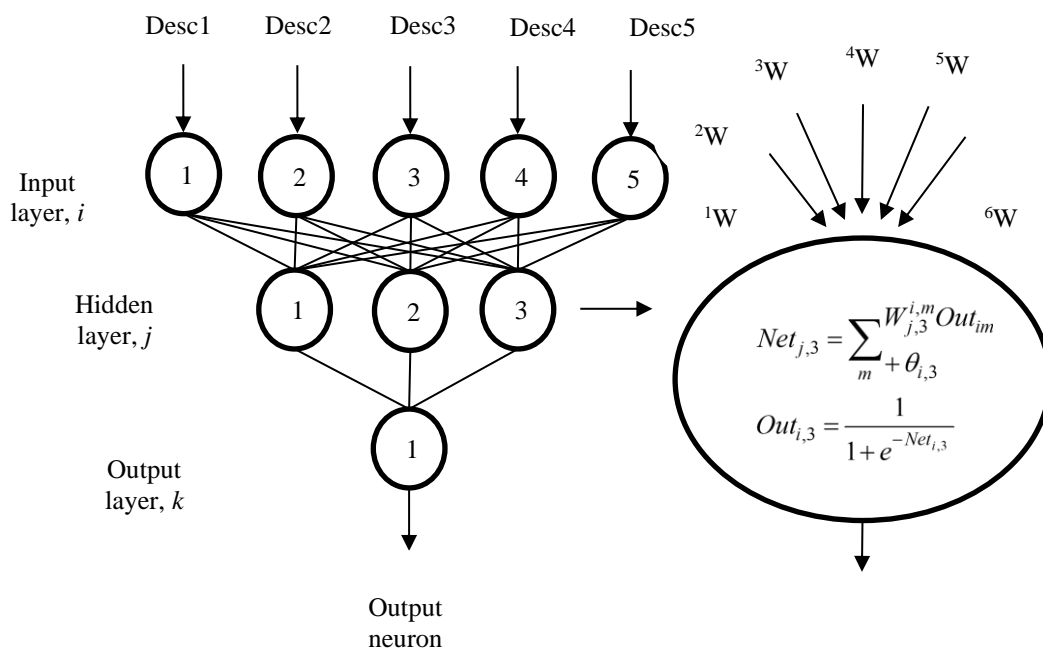 Desc1 Desc2 Desc3 Desc4 Desc5
³W ⁴W ⁵W
²W
¹W ⁶W
1 2 3 4 5
Input
layer, i
Hidden
layer, j
1 2 3
Net_{j,3} = \sum_{m} W_{j,3}^{i,m} Out_{im} + θ_{i,3}
Out_{i,3} = \frac{1}{1 + e^{-Net_{i,3}}}
1
Output
layer, k
Output
neuron